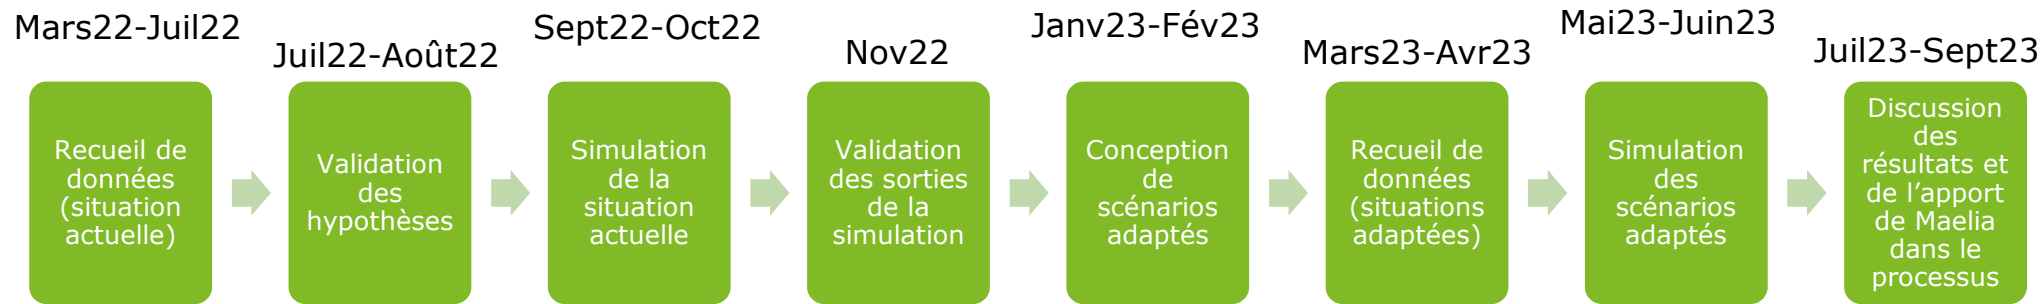 Mars22-Juil22
Recueil de
données
(situation
actuelle)
Juil22-Août22
Validation
des
hypothèses
Sept22-Oct22
Simulation
de la
situation
actuelle
Nov22
Validation
des sorties
de la
simulation
Janv23-Fév23
Conception
de
scénarios
adaptés
Mars23-Avr23
Recueil de
données
(situations
adaptées)
Mai23-Juin23
Simulation
des
scénarios
adaptés
Juil23-Sept23
Discussion
des
résultats et
de l’apport
de Maelia
dans le
processus